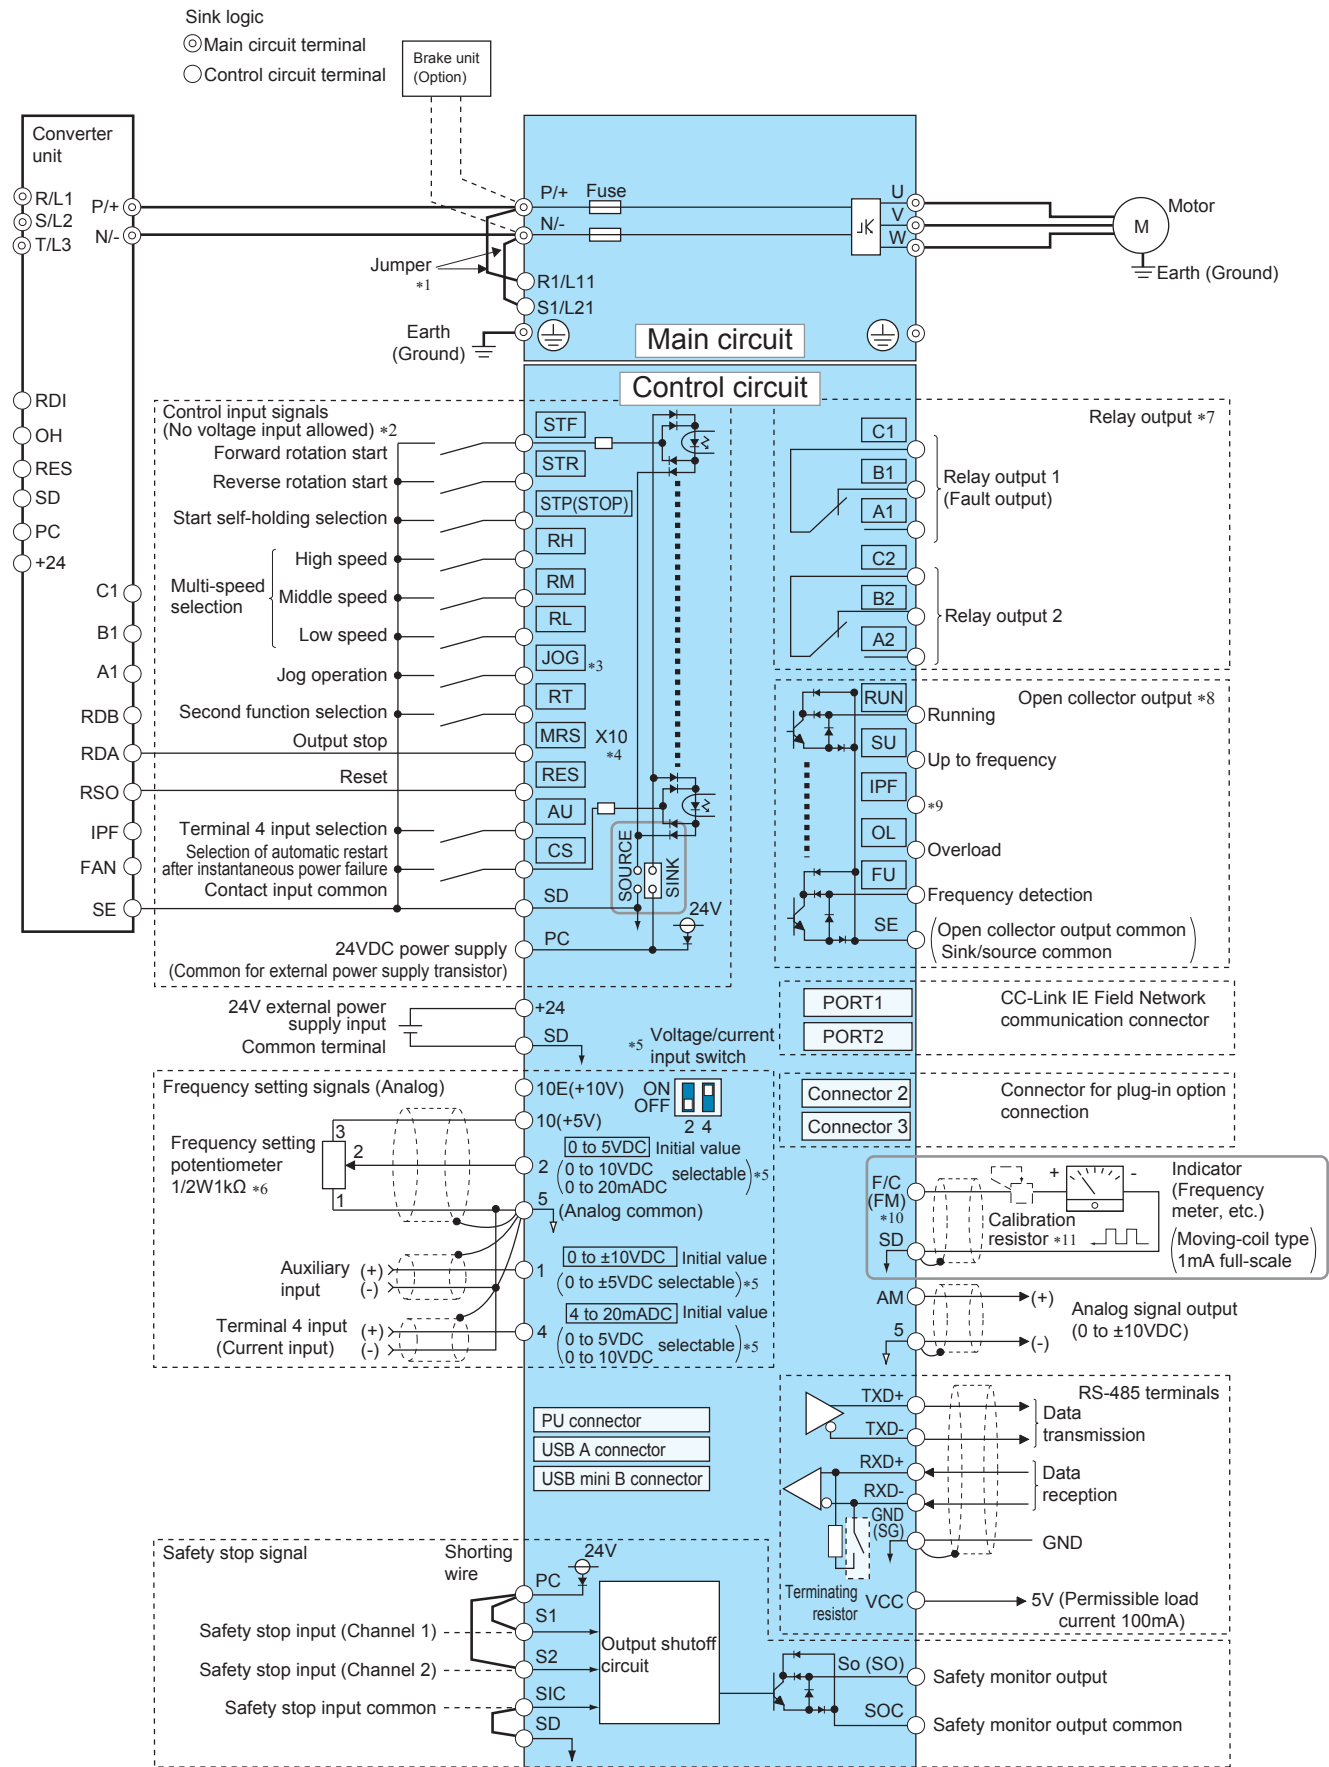 Sink logic
Main circuit terminal
Control circuit terminal
Brake unit
(Option)
Converter
unit
R/L1
S/L2
T/L3
P/+
N/-
P/+
N/-
Fuse
U
V
W
Motor
M
Earth (Ground)
Jumper
*1
R1/L11
S1/L21
Earth
(Ground)
Main circuit
Control circuit
RDI
OH
RES
SD
PC
+24
C1
B1
A1
RDB
RDA
RSO
IPF
FAN
SE
Control input signals
(No voltage input allowed) *2
Forward rotation start
Reverse rotation start
Start self-holding selection
Multi-speed
selection
High speed
Middle speed
Low speed
Jog operation
Second function selection
Output stop
Reset
Terminal 4 input selection
Selection of automatic restart
after instantaneous power failure
Contact input common
24VDC power supply
(Common for external power supply transistor)
STF
STR
STP(STOP)
RH
RM
RL
JOG *3
RT
MRS X10
*4
RES
AU
CS
SD
PC
SOURCE
SINK
24V
Relay output *7
C1
B1
A1
Relay output 1
(Fault output)
C2
B2
A2
Relay output 2
Open collector output *8
RUN
Running
SU
Up to frequency
IPF
*9
OL
Overload
FU
Frequency detection
SE
Open collector output common
Sink/source common
24V external power
supply input
Common terminal
+24
SD
*5 Voltage/current
input switch
PORT1
PORT2
CC-Link IE Field Network
communication connector
Connector 2
Connector 3
Connector for plug-in option
connection
Frequency setting signals (Analog)
10E(+10V)
ON
OFF
2 4
10(+5V)
Frequency setting
potentiometer
1/2W1kΩ *6
3
2
1
2
0 to 5VDC Initial value
(0 to 10VDC
0 to 20mADC selectable)*5
5
(Analog common)
Auxiliary
input
(+)
(-)
1
0 to ±10VDC Initial value
(0 to ±5VDC selectable)*5
Terminal 4 input
(Current input)
(+)
(-)
4
4 to 20mADC Initial value
(0 to 5VDC
0 to 10VDC selectable)*5
F/C
(FM)
*10
SD
Calibration
resistor *11
+ -
Indicator
(Frequency
meter, etc.)
(Moving-coil type
1mA full-scale)
AM
5
(+)
(-)
Analog signal output
(0 to ±10VDC)
RS-485 terminals
TXD+
TXD-
Data
transmission
RXD+
RXD-
Data
reception
GND
(SG)
GND
Terminating
resistor
VCC
5V (Permissible load
current 100mA)
PU connector
USB A connector
USB mini B connector
Safety stop signal
Shorting
wire
24V
PC
S1
S2
SIC
SD
Safety stop input (Channel 1)
Safety stop input (Channel 2)
Safety stop input common
Output shutoff
circuit
So (SO)
Safety monitor output
SOC
Safety monitor output common